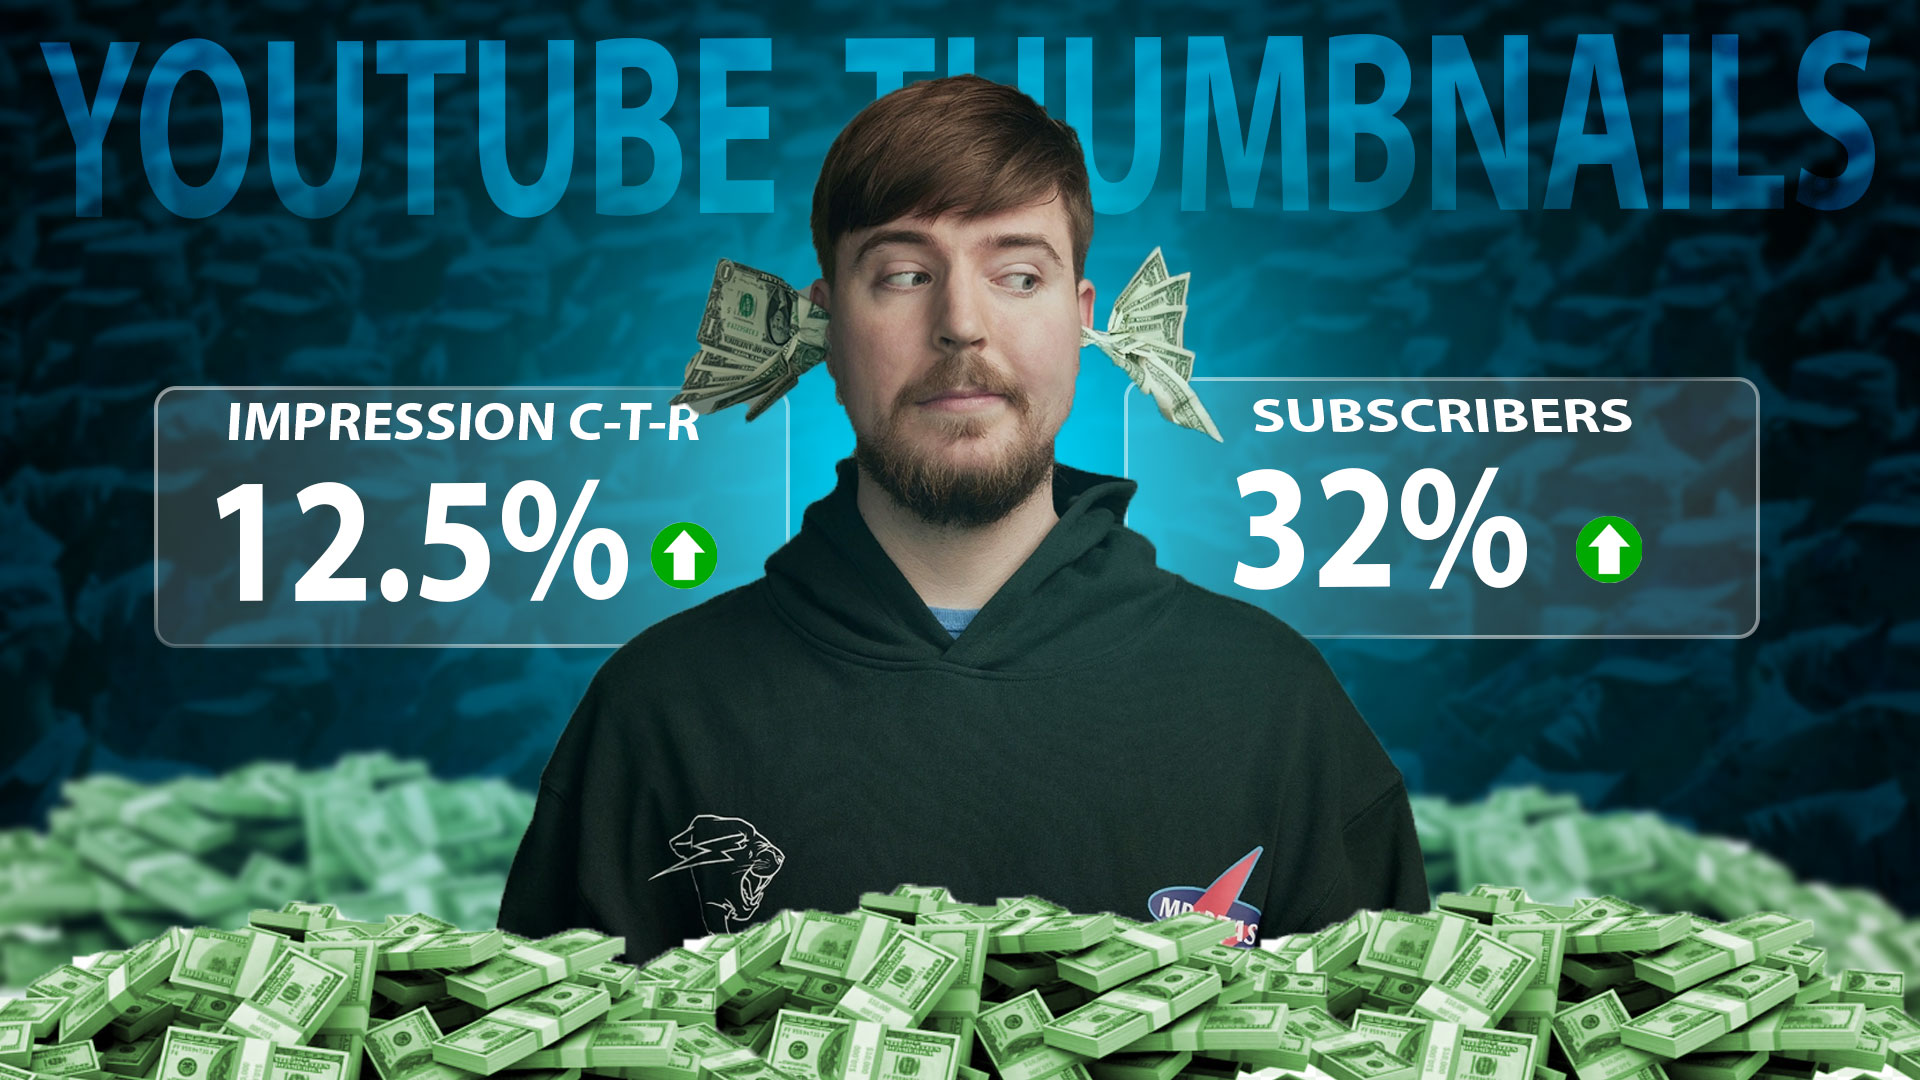 YOUTUBE THUMBNAILS
IMPRESSION C-T-R
12.5%
SUBSCRIBERS
32%